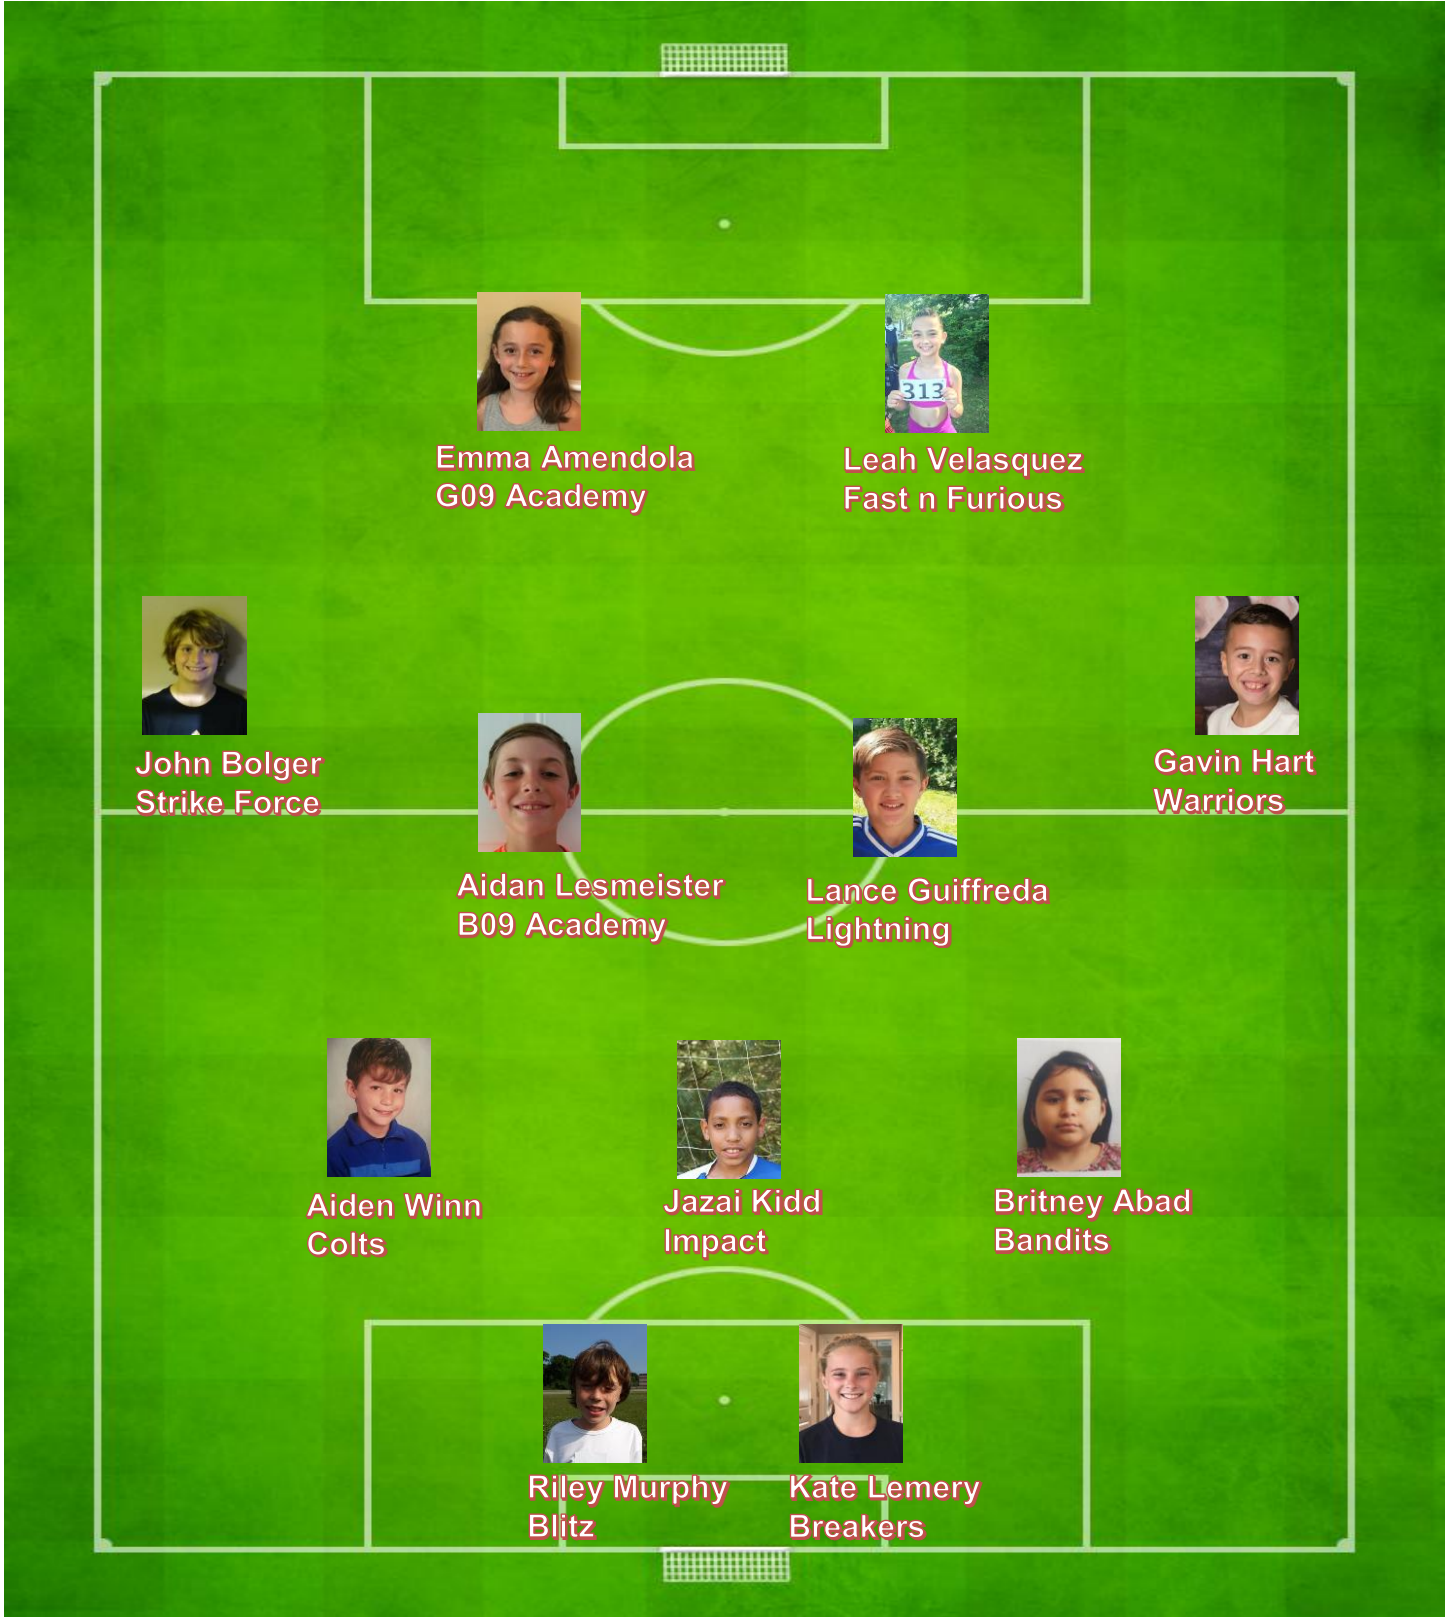 313
Emma Amendola
G09 Academy
Leah Velasquez
Fast n Furious
John Bolger
Strike Force
Gavin Hart
Warriors
Aidan Lesmeister
B09 Academy
Lance Guiffreda
Lightning
Aiden Winn
Colts
Jazai Kidd
Impact
Britney Abad
Bandits
Riley Murphy
Blitz
Kate Lemery
Breakers